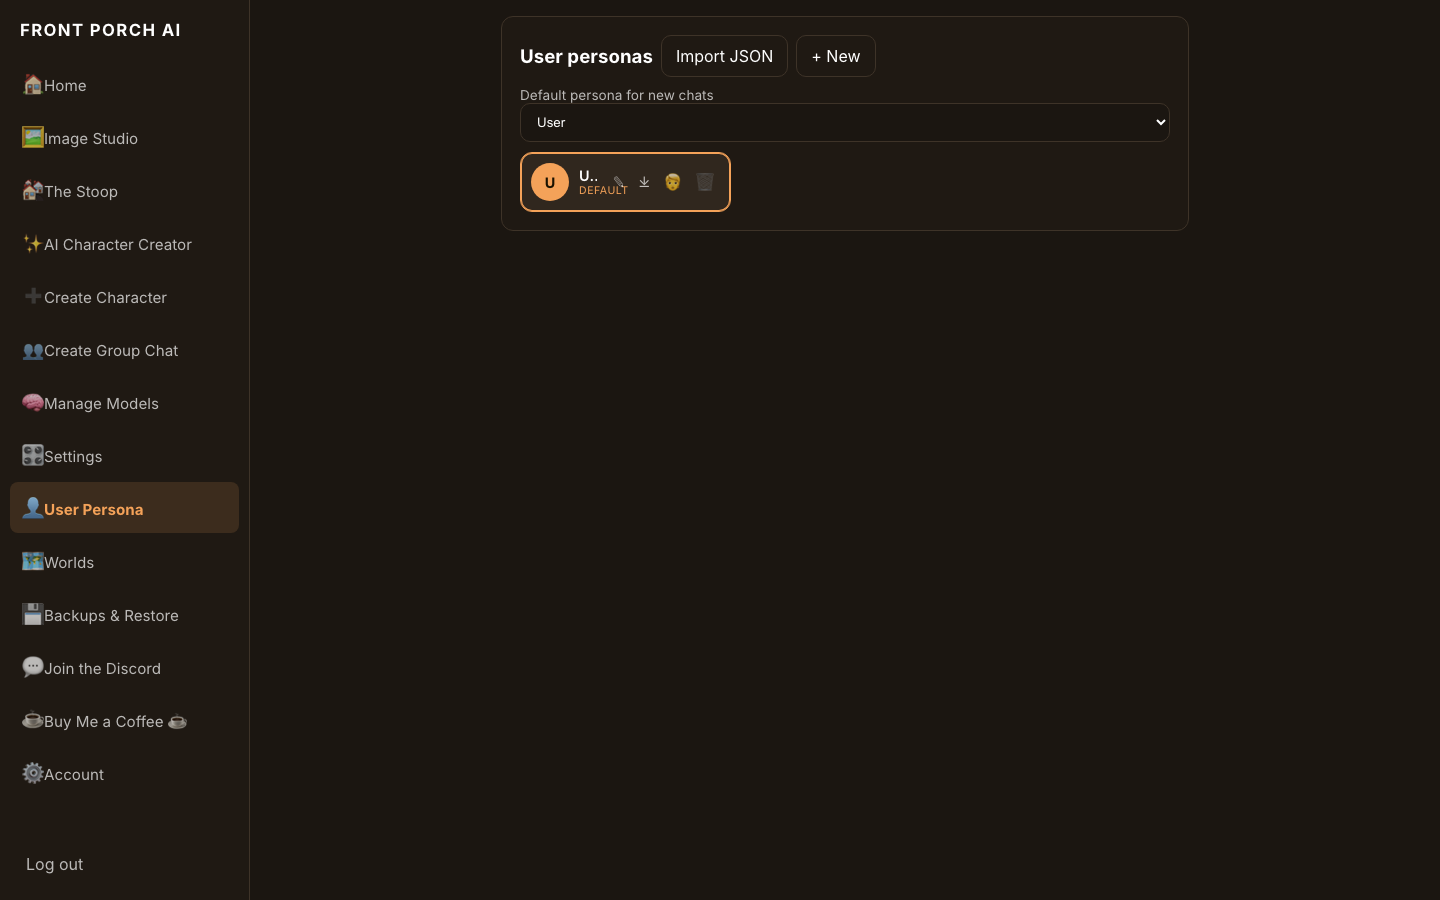 FRONT PORCH AI
Home
Image Studio
The Stoop
AI Character Creator
Create Character
Create Group Chat
Manage Models
Settings
User Persona
Worlds
Backups & Restore
Join the Discord
Buy Me a Coffee ☕
Account
Log out
User personas
Import JSON
+ New
Default persona for new chats
User
U
U..
DEFAULT